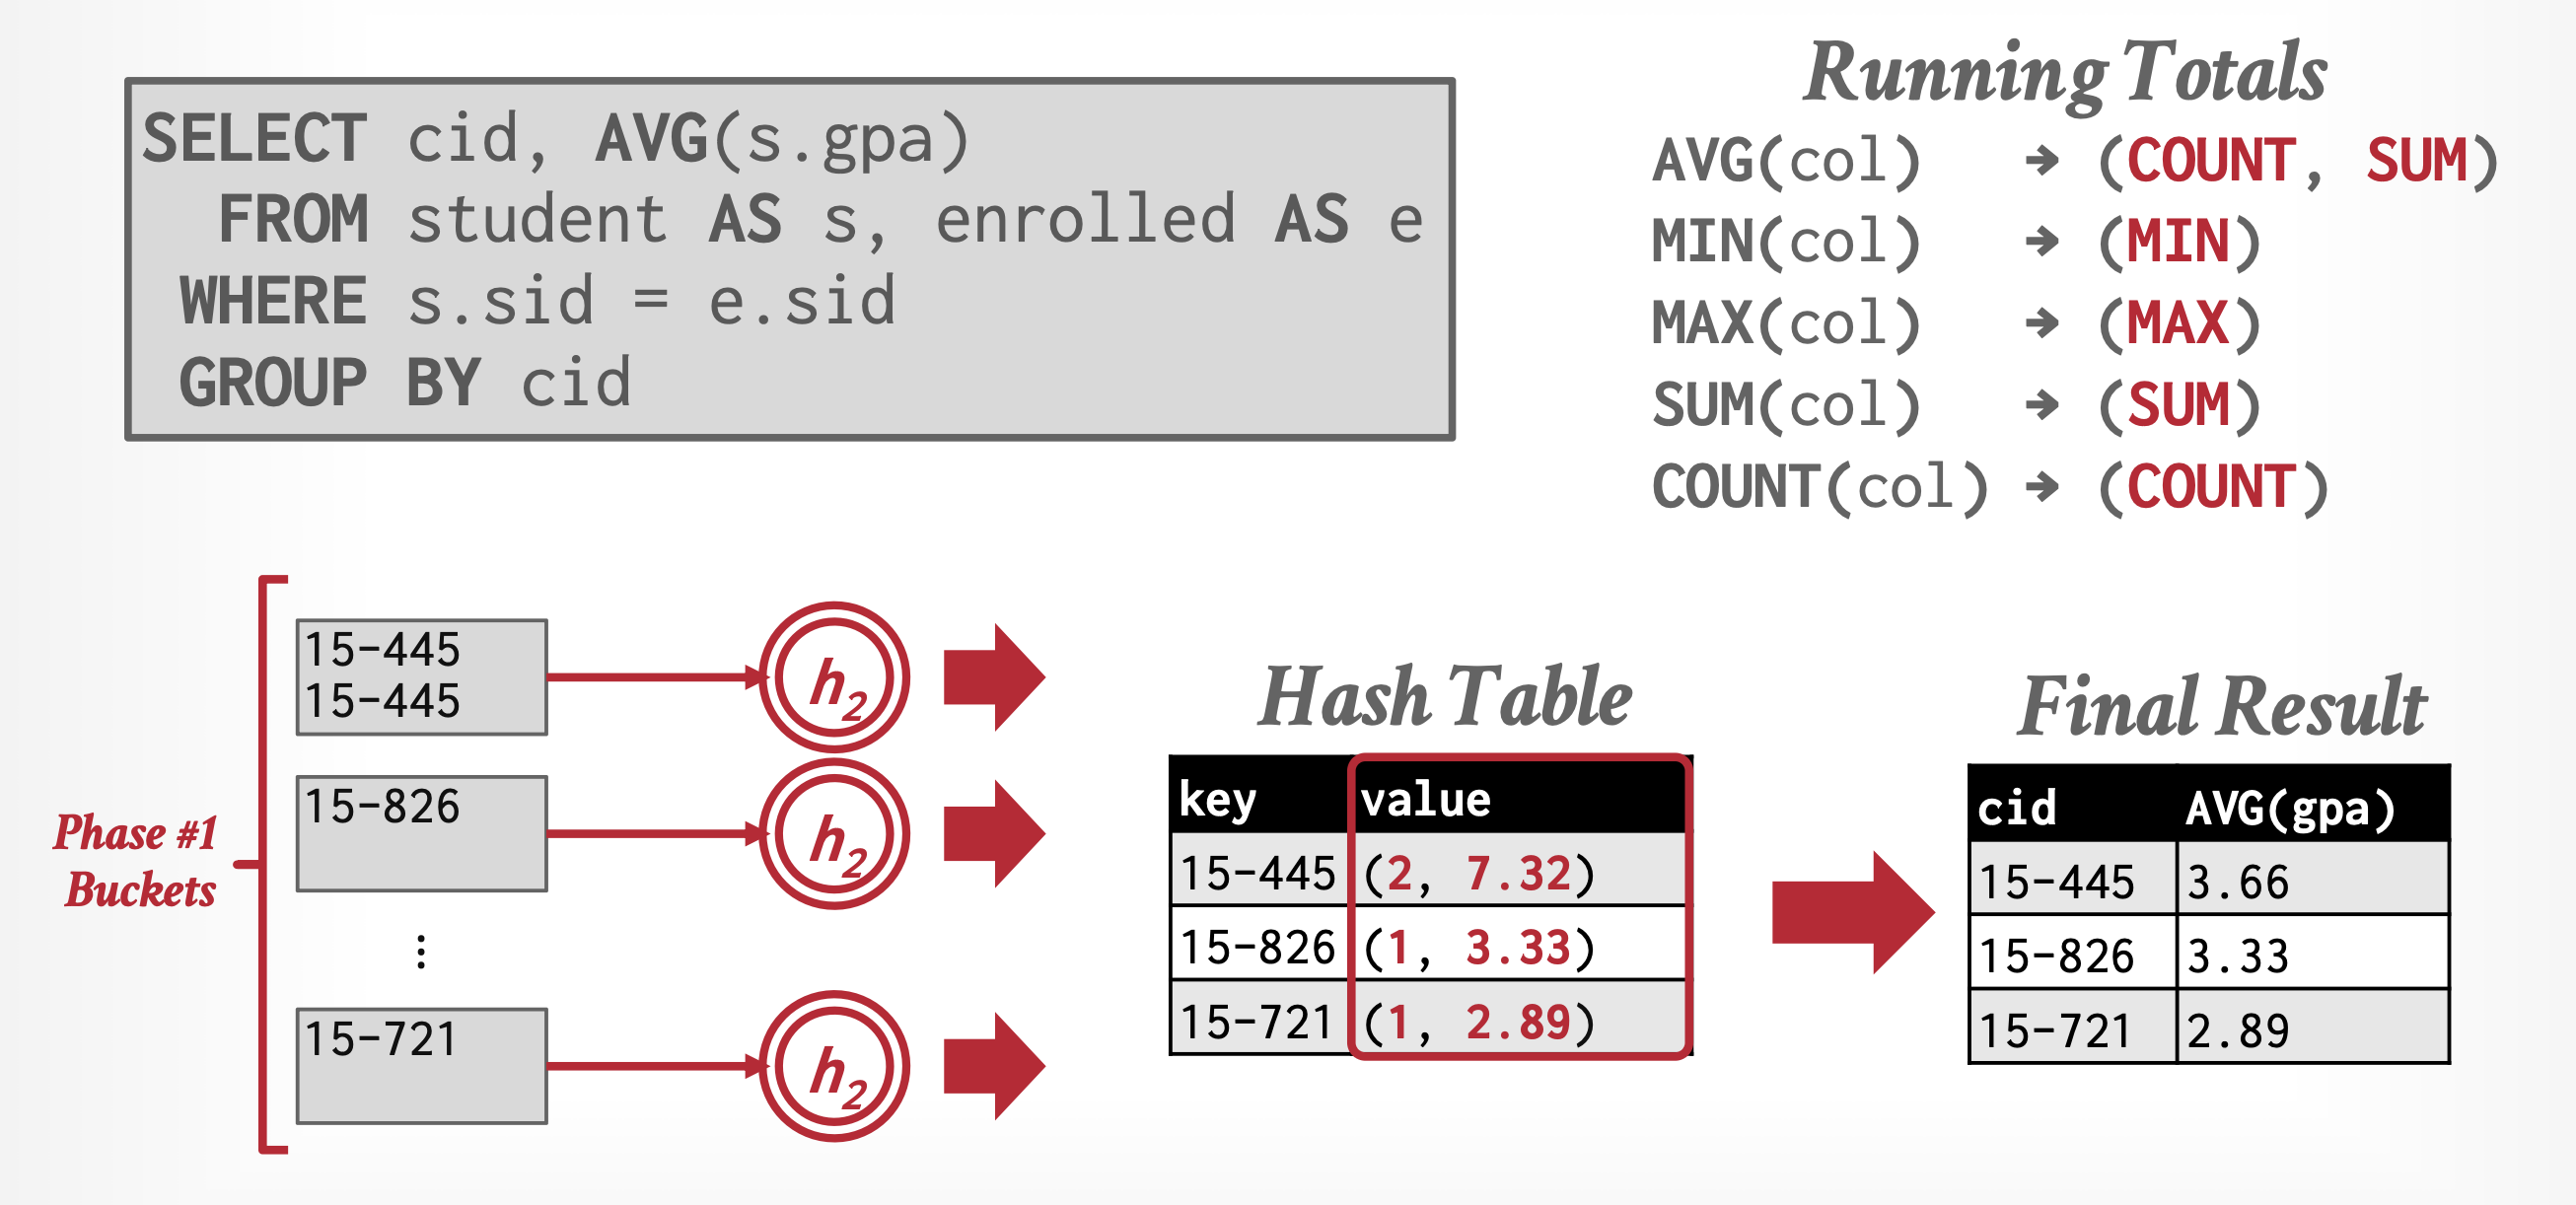 SELECT cid, AVG(s.gpa)
FROM student AS s, enrolled AS e
WHERE s.sid = e.sid
GROUP BY cid
Running Totals
AVG(col) → (COUNT, SUM)
MIN(col) → (MIN)
MAX(col) → (MAX)
SUM(col) → (SUM)
COUNT(col) → (COUNT)
Phase #1
Buckets
15-445
15-445
h2
15-826
h2
⋮
15-721
h2
Hash Table
key value
15-445 (2, 7.32)
15-826 (1, 3.33)
15-721 (1, 2.89)
Final Result
cid AVG(gpa)
15-445 3.66
15-826 3.33
15-721 2.89